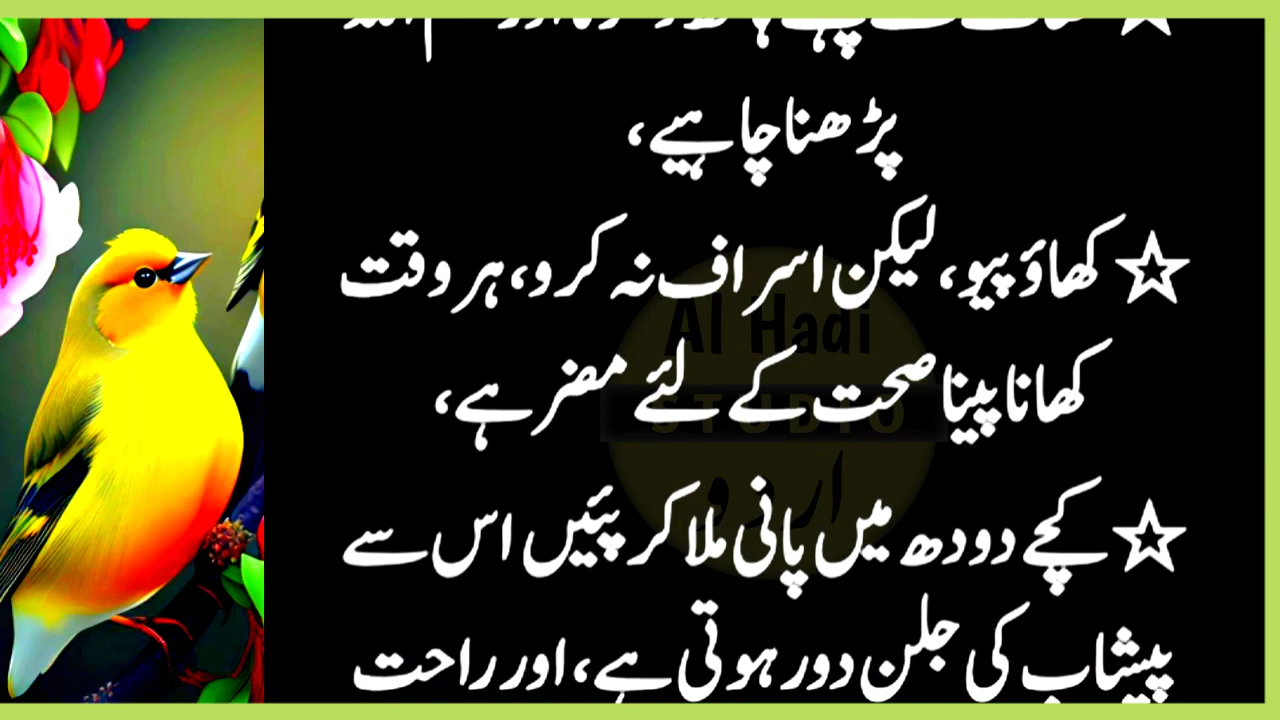 پڑھنا چاہیے،
☆ کھاؤ پیو، لیکن اسراف نہ کرو، ہر وقت
کھانا پینا صحت کے لئے مضر ہے،
☆ کچے دودھ میں پانی ملا کر پئیں اس سے
پیشاب کی جلن دور ہوتی ہے، اور راحت
Al Hadi
STUDIO
اردو